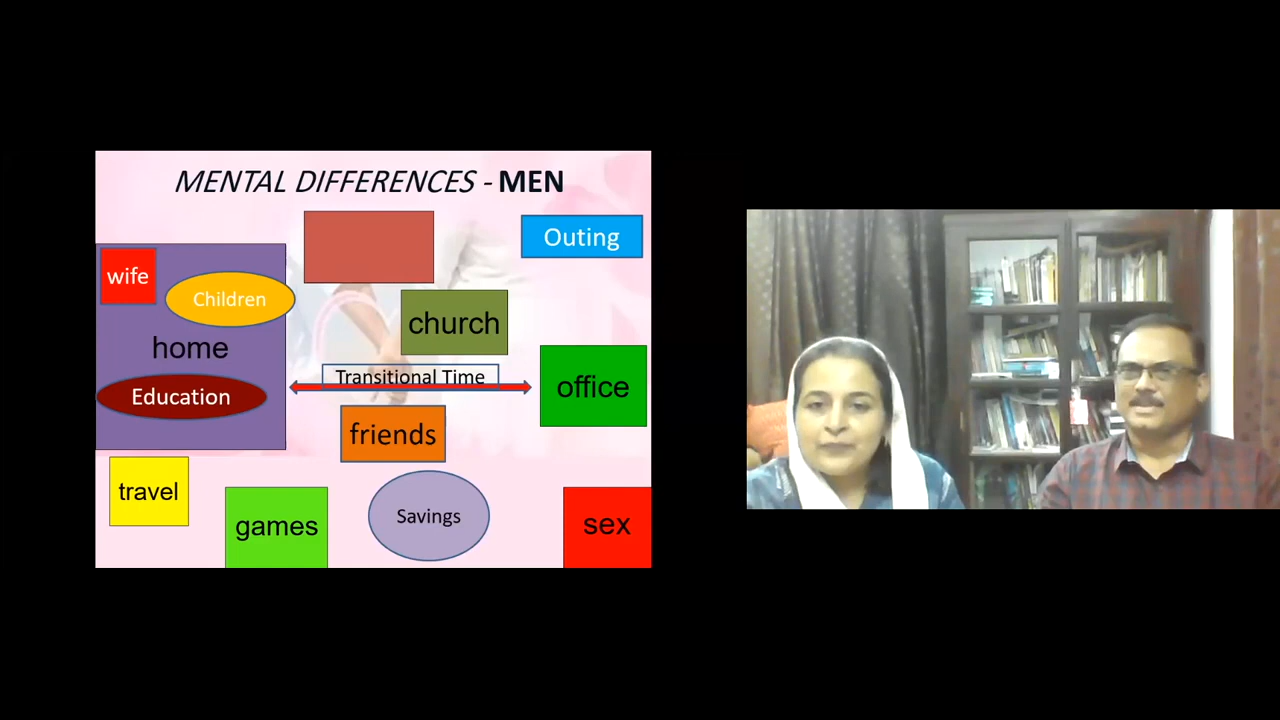 MENTAL DIFFERENCES - MEN
Outing
wife
Children
church
home
Transitional Time
office
Education
friends
travel
games
Savings
sex